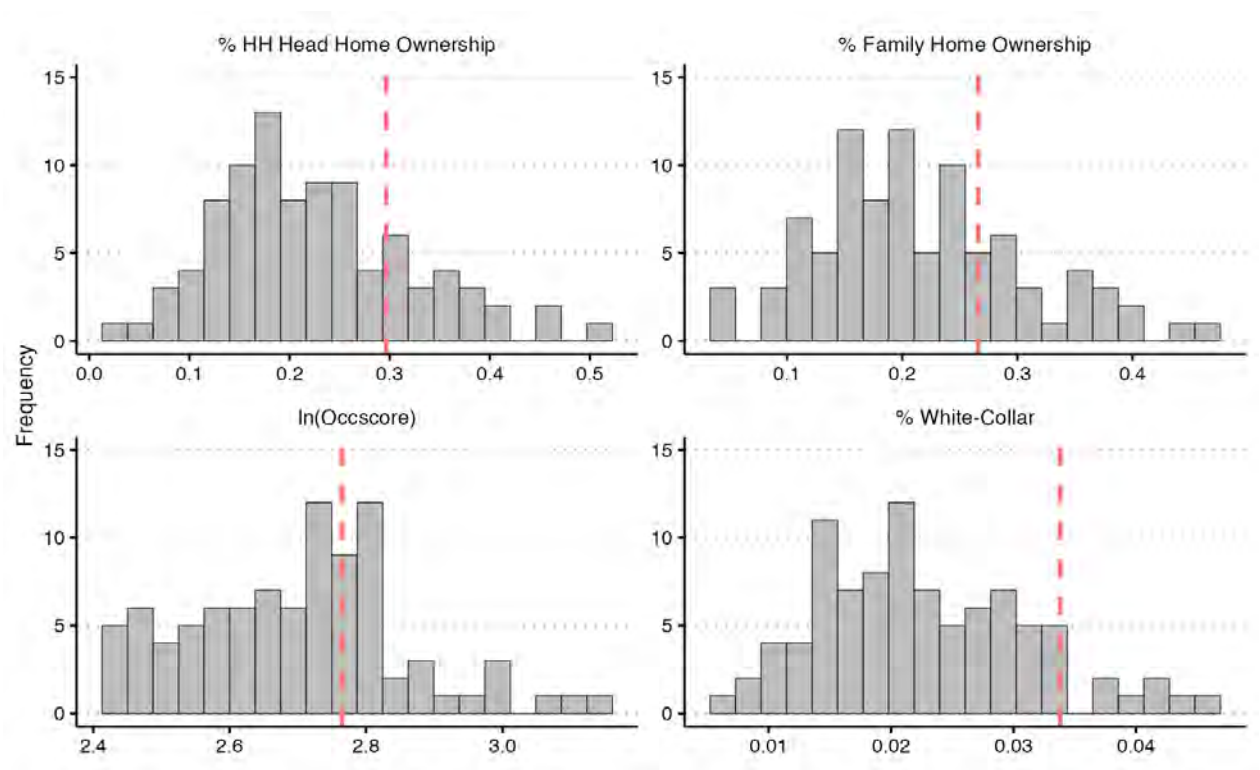 % HH Head Home Ownership
% Family Home Ownership
15
10
5
0
0.0 0.1 0.2 0.3 0.4 0.5
15
10
5
0
0.1 0.2 0.3 0.4
Frequency
ln(Occscore)
% White-Collar
15
10
5
0
2.4 2.6 2.8 3.0
15
10
5
0
0.01 0.02 0.03 0.04